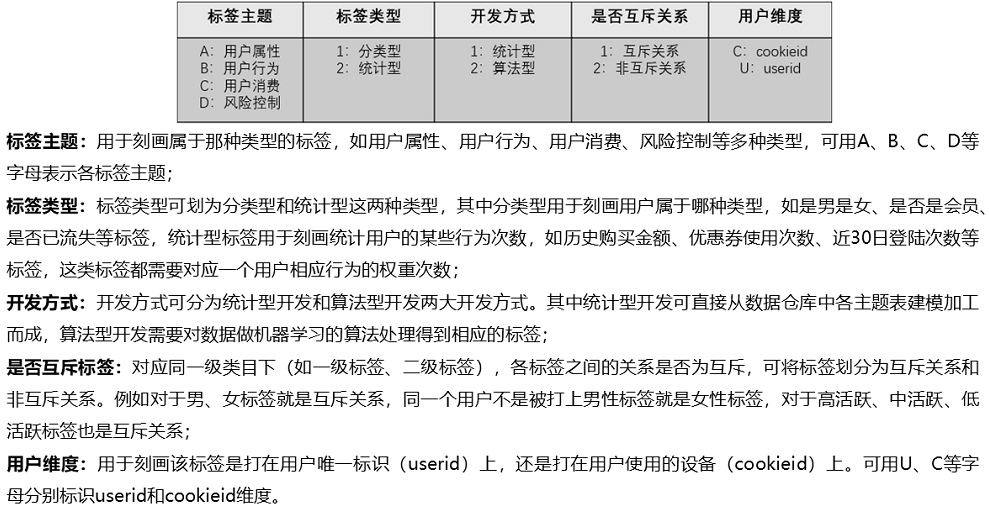 标签主题 标签类型 开发方式 是否互斥关系 用户维度
A：用户属性 1：分类型 1：统计型 1：互斥关系 C：cookieid
B：用户行为 2：统计型 2：算法型 2：非互斥关系 U：userid
C：用户消费
D：风险控制
标签主题：用于刻画属于那种类型的标签，如用户属性、用户行为、用户消费、风险控制等多种类型，可用A、B、C、D等
字母表示各标签主题；
标签类型：标签类型可划为分类型和统计型这两种类型，其中分类型用于刻画用户属于哪种类型，如是男是女、是否是会员、
是否已流失等标签，统计型标签用于刻画统计用户的某些行为次数，如历史购买金额、优惠券使用次数、近30日登陆次数等
标签，这类标签都需要对应一个用户相应行为的权重次数；
开发方式：开发方式可分为统计型开发和算法型开发两大开发方式。其中统计型开发可直接从数据仓库中各主题表建模加工
而成，算法型开发需要对数据做机器学习的算法处理得到相应的标签；
是否互斥标签：对应同一级类目下（如一级标签、二级标签），各标签之间的关系是否为互斥，可将标签划分为互斥关系和
非互斥关系。例如对于男、女标签就是互斥关系，同一个用户不是被打上男性标签就是女性标签，对于高活跃、中活跃、低
活跃标签也是互斥关系；
用户维度：用于刻画该标签是打在用户唯一标识（userid）上，还是打在用户使用的设备（cookieid）上。可用U、C等字
母分别标识userid和cookieid维度。